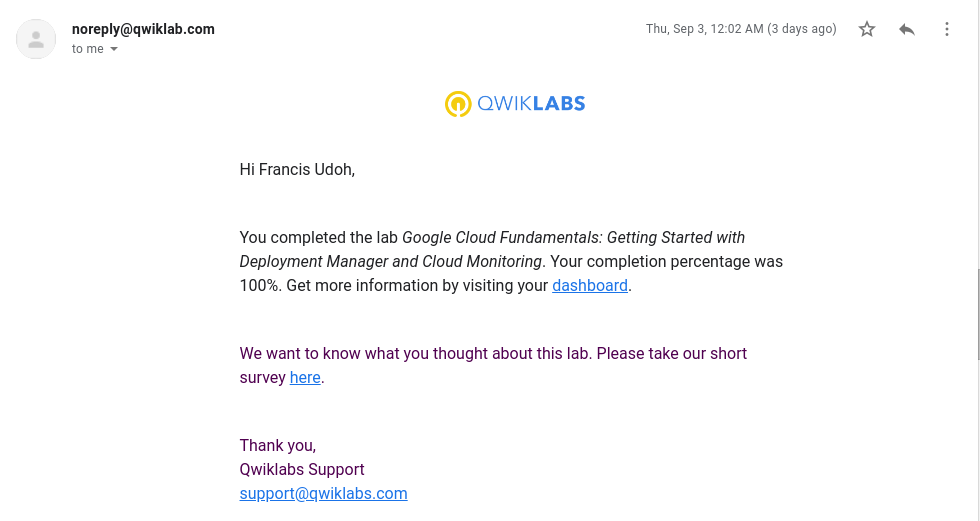 noreply@qwiklab.com
Thu, Sep 3, 12:02 AM (3 days ago)
to me
QWIKLABS
Hi Francis Udoh,
You completed the lab Google Cloud Fundamentals: Getting Started with
Deployment Manager and Cloud Monitoring. Your completion percentage was
100%. Get more information by visiting your dashboard.
We want to know what you thought about this lab. Please take our short
survey here.
Thank you,
Qwiklabs Support
support@qwiklabs.com